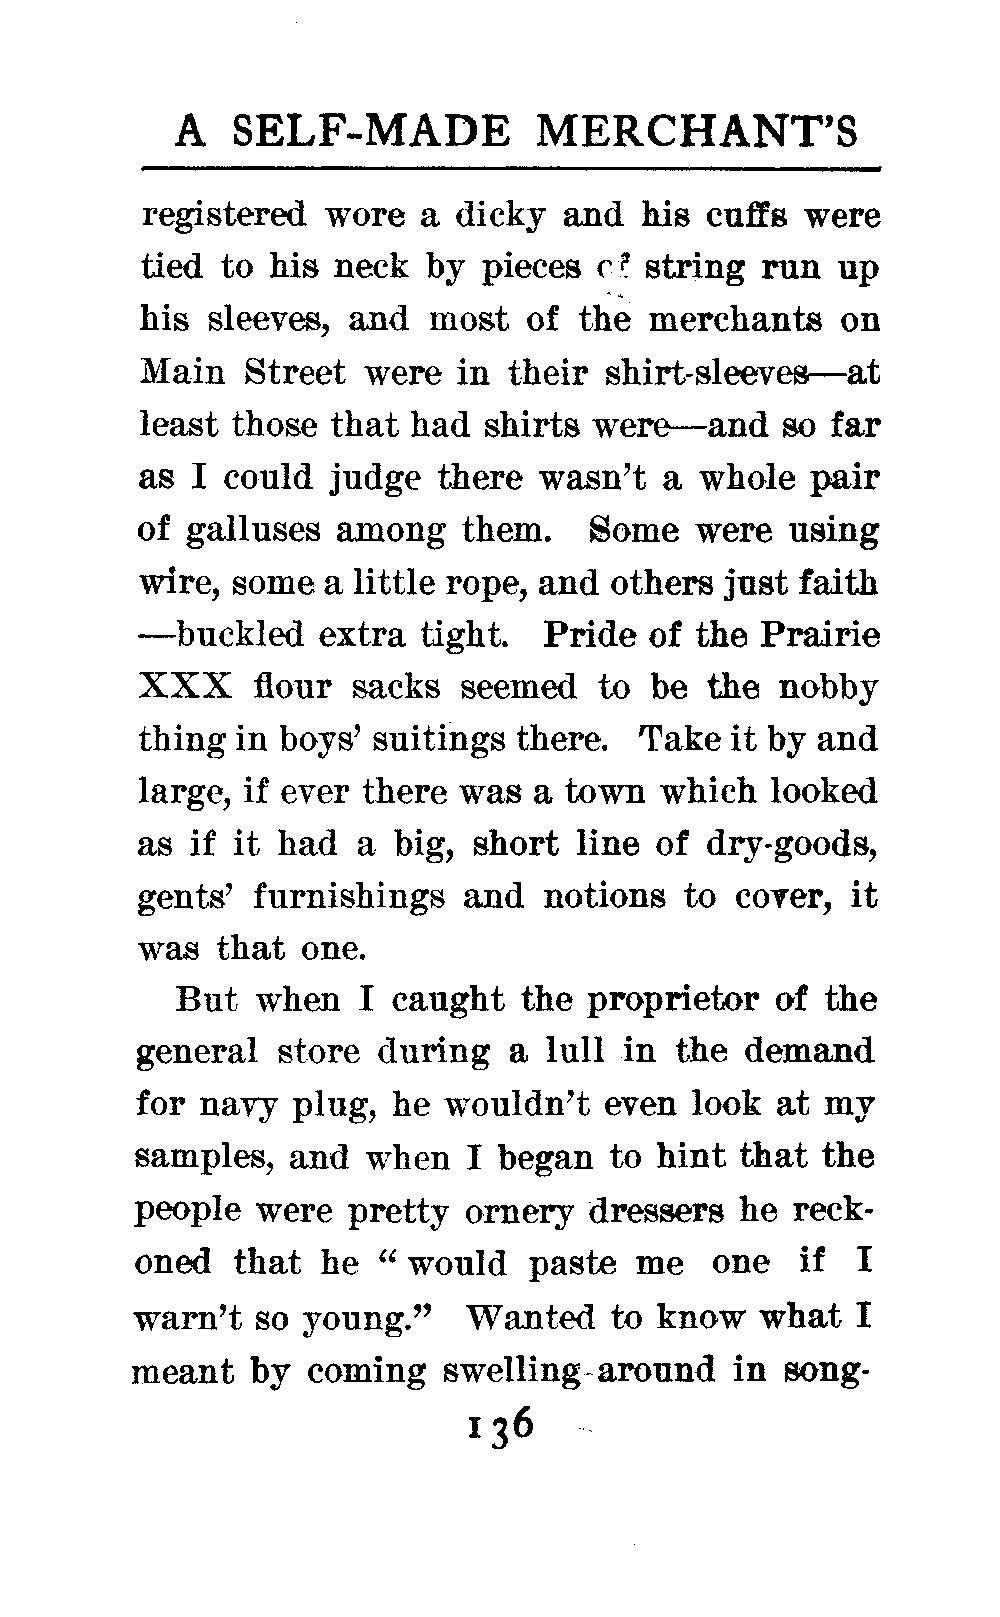 A SELF-MADE MERCHANT'S
registered wore a dicky and his cuffs were
tied to his neck by pieces of string run up
his sleeves, and most of the merchants on
Main Street were in their shirt-sleeves—at
least those that had shirts were—and so far
as I could judge there wasn't a whole pair
of galluses among them. Some were using
wire, some a little rope, and others just faith
—buckled extra tight. Pride of the Prairie
XXX flour sacks seemed to be the nobby
thing in boys' suitings there. Take it by and
large, if ever there was a town which looked
as if it had a big, short line of dry-goods,
gents' furnishings and notions to cover, it
was that one.
But when I caught the proprietor of the
general store during a lull in the demand
for navy plug, he wouldn't even look at my
samples, and when I began to hint that the
people were pretty ornery dressers he reck-
oned that he “would paste me one if I
warn't so young.” Wanted to know what I
meant by coming swelling around in song-
136